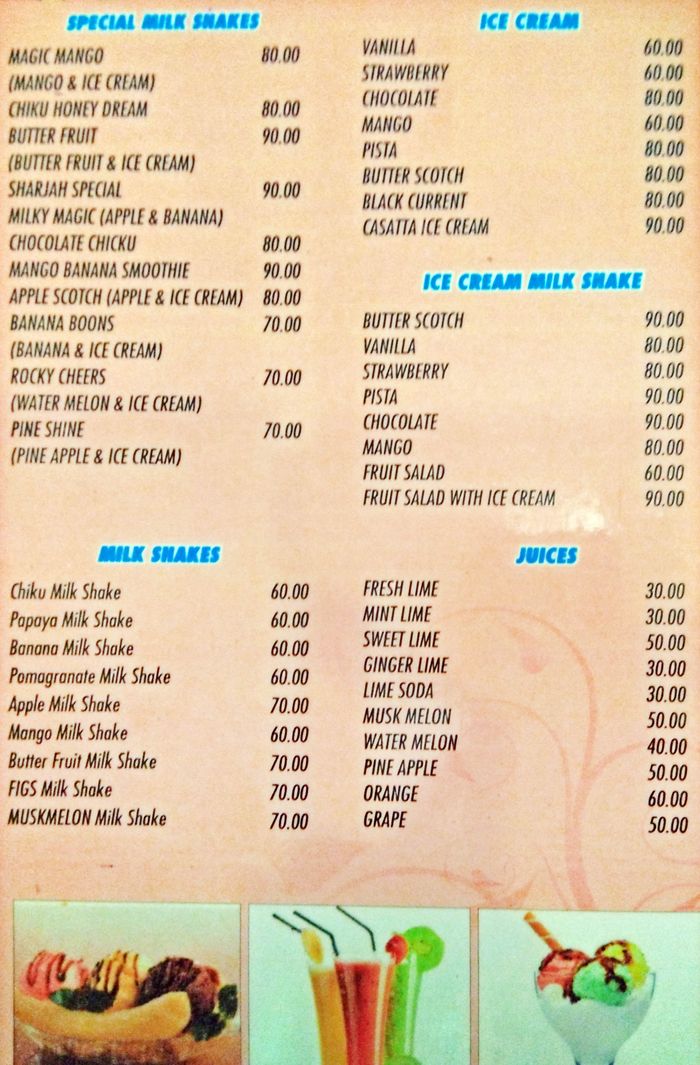 SPECIAL MILK SHAKES
MAGIC MANGO 80.00
(MANGO & ICE CREAM)
CHIKU HONEY DREAM 80.00
BUTTER FRUIT 90.00
(BUTTER FRUIT & ICE CREAM)
SHARJAH SPECIAL 90.00
MILKY MAGIC (APPLE & BANANA)
CHOCOLATE CHICKU 80.00
MANGO BANANA SMOOTHIE 90.00
APPLE SCOTCH (APPLE & ICE CREAM) 80.00
BANANA BOONS 70.00
(BANANA & ICE CREAM)
ROCKY CHEERS 70.00
(WATER MELON & ICE CREAM)
PINE SHINE 70.00
(PINE APPLE & ICE CREAM)
ICE CREAM
VANILLA 60.00
STRAWBERRY 60.00
CHOCOLATE 80.00
MANGO 60.00
PISTA 80.00
BUTTER SCOTCH 80.00
BLACK CURRENT 80.00
CASATTA ICE CREAM 90.00
ICE CREAM MILK SHAKE
BUTTER SCOTCH 90.00
VANILLA 80.00
STRAWBERRY 80.00
PISTA 90.00
CHOCOLATE 90.00
MANGO 80.00
FRUIT SALAD 60.00
FRUIT SALAD WITH ICE CREAM 90.00
MILK SHAKES
Chiku Milk Shake 60.00
Papaya Milk Shake 60.00
Banana Milk Shake 60.00
Pomagranate Milk Shake 60.00
Apple Milk Shake 70.00
Mango Milk Shake 60.00
Butter Fruit Milk Shake 70.00
FIGS Milk Shake 70.00
MUSKMELON Milk Shake 70.00
JUICES
FRESH LIME 30.00
MINT LIME 30.00
SWEET LIME 50.00
GINGER LIME 30.00
LIME SODA 30.00
MUSK MELON 50.00
WATER MELON 40.00
PINE APPLE 50.00
ORANGE 60.00
GRAPE 50.00